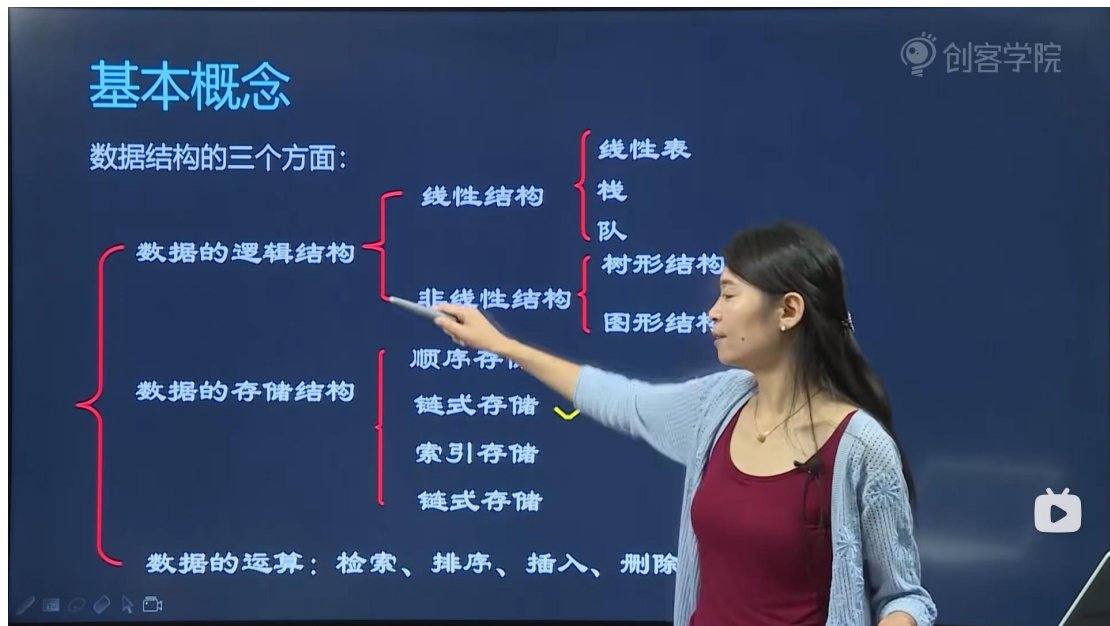 创客学院
基本概念
数据结构的三个方面：
线性表
线性结构
栈
队
数据的逻辑结构
树形结构
非线性结构
图形结
顺序存
数据的存储结构
链式存储
索引存储
链式存储
数据的运算：检索、排序、插入、删除